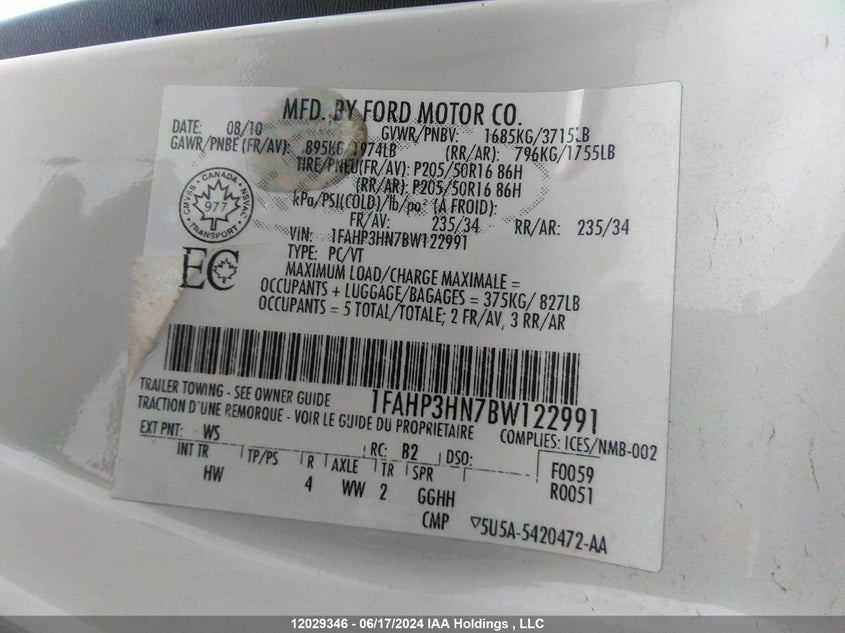 MFD. BY FORD MOTOR CO.
DATE: 08/10 GVWR/PNBV: 1685KG/3715LB
GAWR/PNBE (FR/AV): 895KG/1974LB (RR/AR): 796KG/1755LB
TIRE/PNEU(FR/AV): P205/50R16 86H
(RR/AR): P205/50R16 86H
kPa/PSI(COLD)/lb/po² (A FROID):
FR/AV: 235/34 RR/AR: 235/34
VIN: 1FAHP3HN7BW122991
TYPE: PC/VT
MAXIMUM LOAD/CHARGE MAXIMALE =
OCCUPANTS + LUGGAGE/BAGAGES = 375KG/ 827LB
OCCUPANTS = 5 TOTAL/TOTALE; 2 FR/AV, 3 RR/AR
CANADA
CMVSS NSVAC
977
TRANSPORT
EC
TRAILER TOWING - SEE OWNER GUIDE 1FAHP3HN7BW122991
TRACTION D'UNE REMORQUE - VOIR LE GUIDE DU PROPRIETAIRE COMPLIES: ICES/NMB-002
EXT PNT: WS RC: B2 DSO: F0059
INT TR TP/PS R AXLE TR SPR R0051
HW 4 WW 2 GGHH
CMP ▽5U5A-5420472-AA
12029346 - 06/17/2024 IAA Holdings , LLC